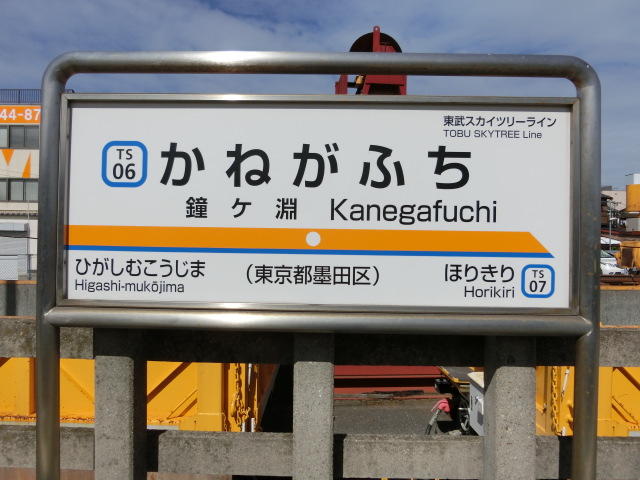 44-87
東武スカイツリーライン
TOBU SKYTREE Line
TS
06
かねがふち
鐘ケ淵 Kanegafuchi
ひがしむこうじま
Higashi-mukōjima
(東京都墨田区)
ほりきり
Horikiri
TS
07